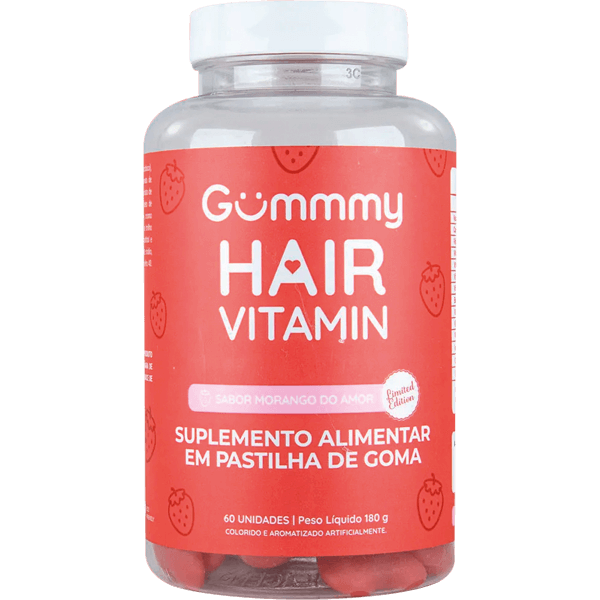 3C
Gümmmy
HAIR
VITAMIN
SABOR MORANGO DO AMOR
Limited
Edition
SUPLEMENTO ALIMENTAR
EM PASTILHA DE GOMA
60 UNIDADES | Peso Líquido 180 g
COLORIDO E AROMATIZADO ARTIFICIALMENTE.